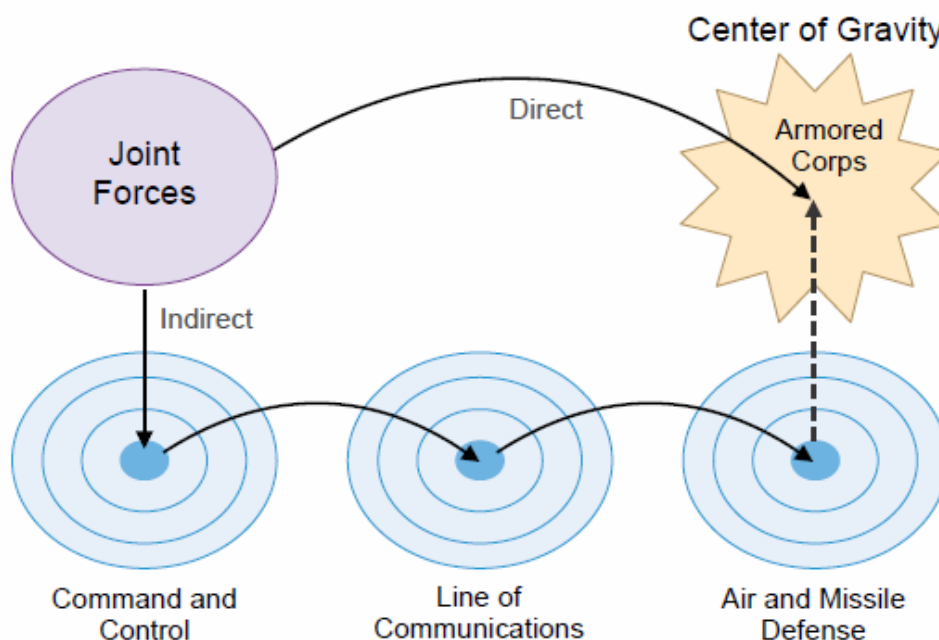 Center of Gravity
Direct
Joint
Forces
Armored
Corps
Indirect
Command and
Control
Line of
Communications
Air and Missile
Defense